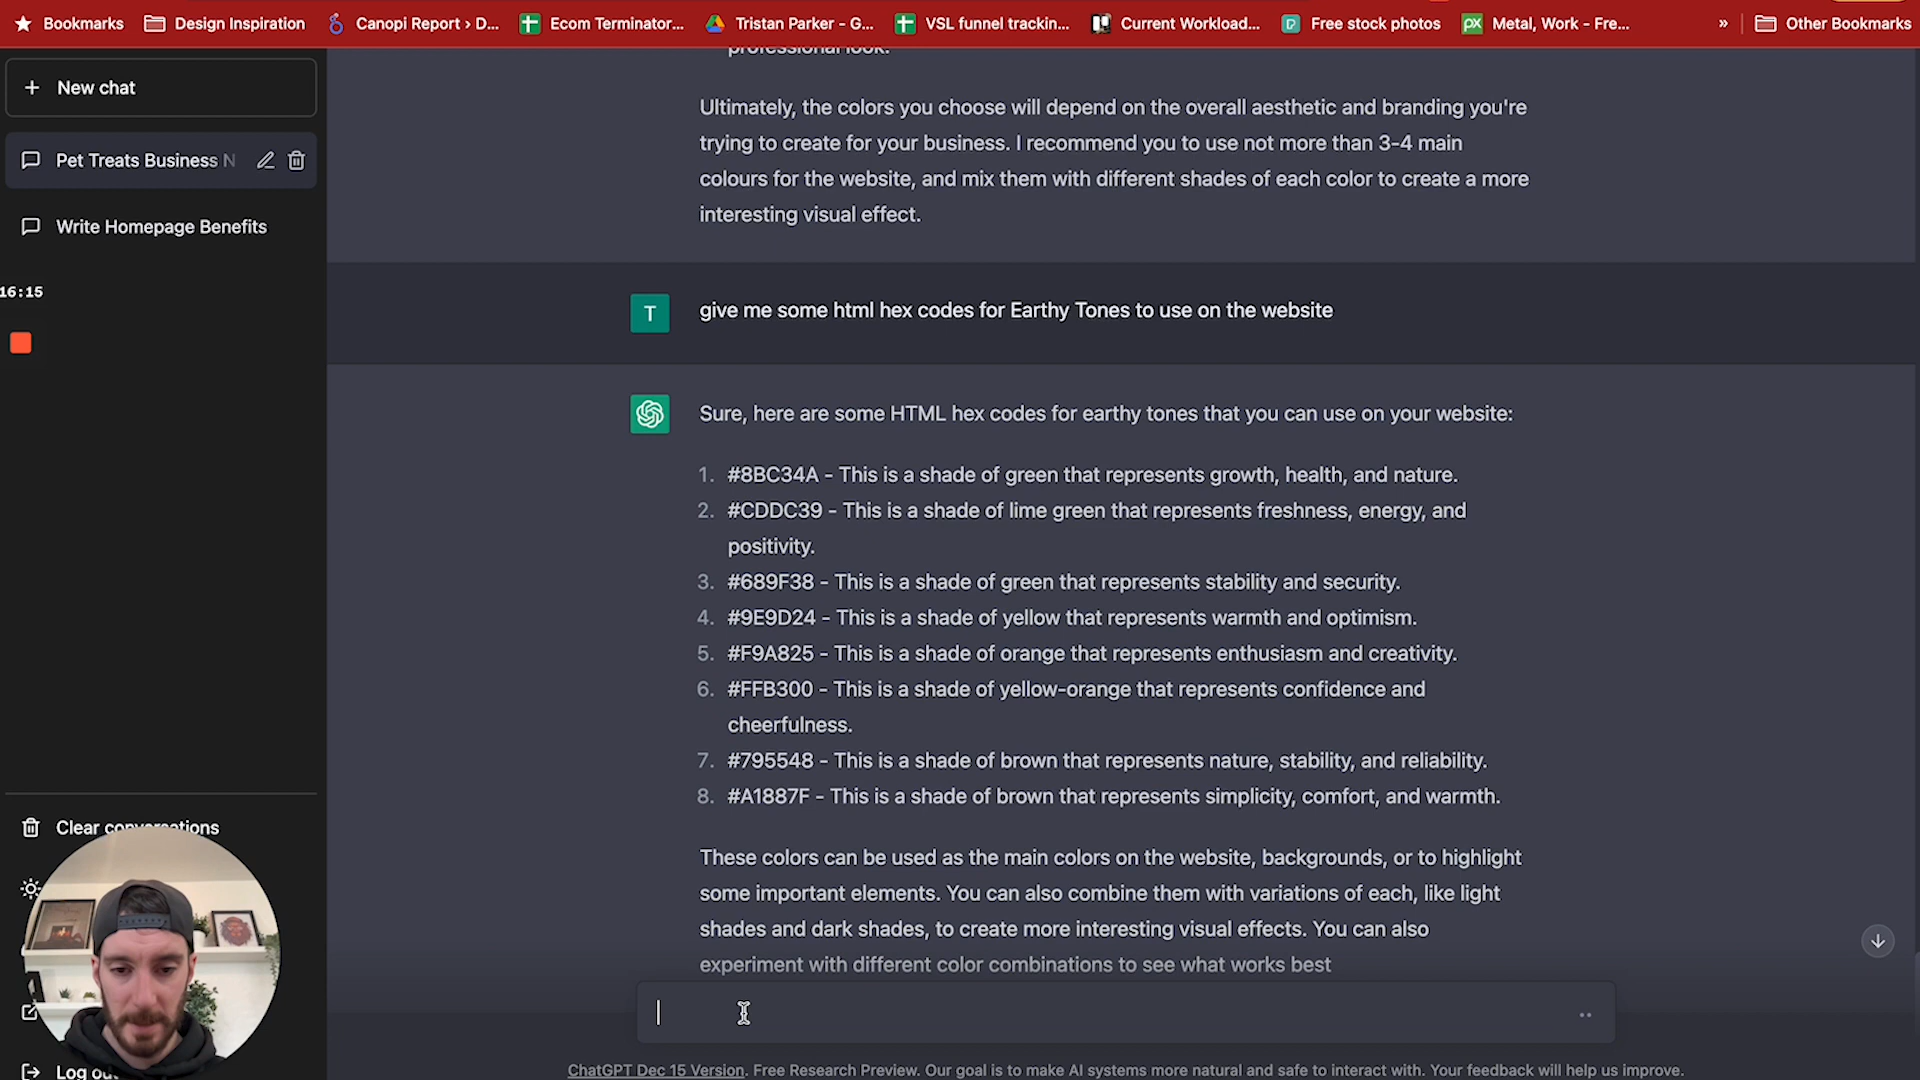 Bookmarks
Design Inspiration
Canopi Report › D...
Ecom Terminator...
Tristan Parker - G...
VSL funnel trackin...
Current Workload...
Free stock photos
Metal, Work - Fre...
»
Other Bookmarks
+ New chat
Pet Treats Business N
Write Homepage Benefits
16:15
Clear conversations
professional look.
Ultimately, the colors you choose will depend on the overall aesthetic and branding you're
trying to create for your business. I recommend you to use not more than 3-4 main
colours for the website, and mix them with different shades of each color to create a more
interesting visual effect.
T
give me some html hex codes for Earthy Tones to use on the website
Sure, here are some HTML hex codes for earthy tones that you can use on your website:
1. #8BC34A - This is a shade of green that represents growth, health, and nature.
2. #CDDC39 - This is a shade of lime green that represents freshness, energy, and
positivity.
3. #689F38 - This is a shade of green that represents stability and security.
4. #9E9D24 - This is a shade of yellow that represents warmth and optimism.
5. #F9A825 - This is a shade of orange that represents enthusiasm and creativity.
6. #FFB300 - This is a shade of yellow-orange that represents confidence and
cheerfulness.
7. #795548 - This is a shade of brown that represents nature, stability, and reliability.
8. #A1887F - This is a shade of brown that represents simplicity, comfort, and warmth.
These colors can be used as the main colors on the website, backgrounds, or to highlight
some important elements. You can also combine them with variations of each, like light
shades and dark shades, to create more interesting visual effects. You can also
experiment with different color combinations to see what works best
Log out
ChatGPT Dec 15 Version. Free Research Preview. Our goal is to make AI systems more natural and safe to interact with. Your feedback will help us improve.